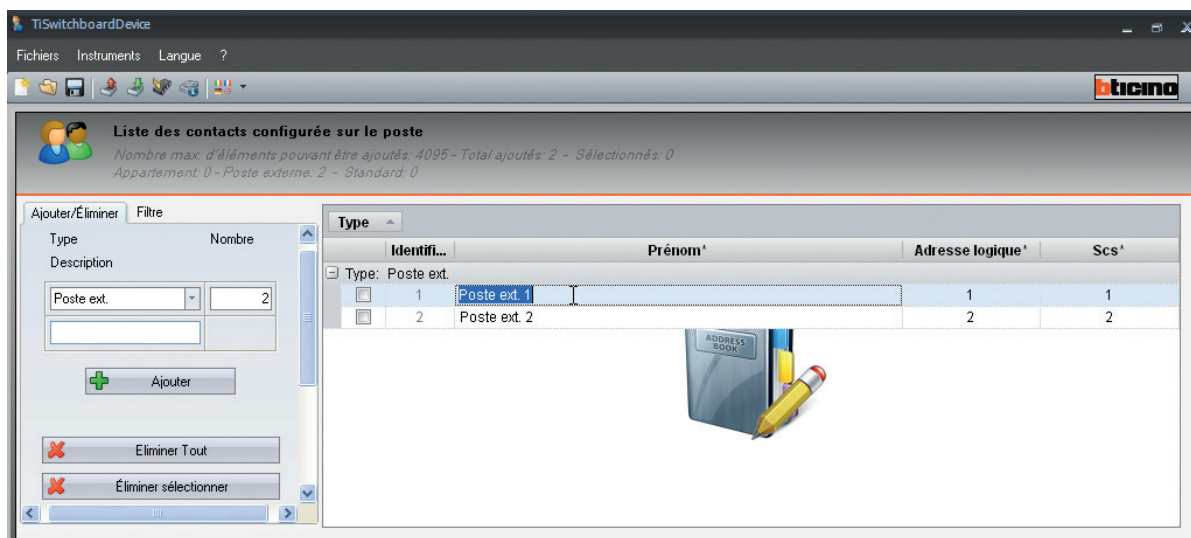 TiSwitchboardDevice
Fichiers Instruments Langue ?
bticino
Liste des contacts configurée sur le poste
Nombre max. d'éléments pouvant être ajoutés: 4095 - Total ajoutés: 2 - Sélectionnés: 0
Appartement: 0 - Poste externe: 2 - Standard: 0
Ajouter/Éliminer Filtre
Type Nombre
Description
Poste ext. 2
Ajouter
Eliminer Tout
Éliminer sélectionner
Type
Identifi... Prénom* Adresse logique* Scs*
Type: Poste ext.
1 Poste ext. 1 1 1
2 Poste ext. 2 2 2
ADDRESS
BOOK